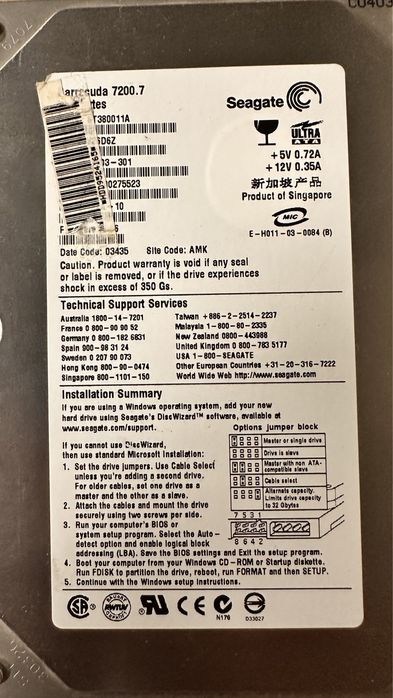 C0403
7079
arracuda 7200.7
ytes
T380011A
SD6Z
03-301
0275523
10
WMD09524165
Seagate
ULTRA
ATA
+5V 0.72A
+12V 0.35A
新加坡产品
Product of Singapore
MIC
E-H011-03-0084 (B)
Date Code: 03435 Site Code: AMK
Caution. Product warranty is void if any seal
or label is removed, or if the drive experiences
shock in excess of 350 Gs.
Technical Support Services
Australia 1800-14-7201
France 0 800-90 90 52
Germany 0 800-182 6831
Spain 900-98 31 24
Sweden 0 207 90 073
Hong Kong 800-90-0474
Singapore 800-1101-150
Taiwan +886-2-2514-2237
Malaysia 1-800-80-2335
New Zealand 0800-443988
United Kingdom 0 800-783 5177
USA 1-800-SEAGATE
Other European Countries +31-20-316-7222
World Wide Web http://www.seagate.com
Installation Summary
If you are using a Windows operating system, add your new
hard drive using Seagate's DiscWizard™ software, available at
www.seagate.com/support.
If you cannot use DiscWizard,
then use standard Microsoft Installation:
1. Set the drive jumpers. Use Cable Select
unless you're adding a second drive.
For older cables, set one drive as a
master and the other as a slave.
2. Attach the cables and mount the drive
securely using two screws per side.
3. Run your computer's BIOS or
system setup program. Select the Auto-
detect option and enable logical block
addressing (LBA). Save the BIOS settings and Exit the setup program.
4. Boot your computer from your Windows CD-ROM or Startup diskette.
Run FDISK to partition the drive, reboot, run FORMAT and then SETUP.
5. Continue with the Windows setup instructions.
Options jumper block
Master or single drive
Drive is slave
Master with non ATA-
compatible slave
Cable select
Alternate capacity.
Limits drive capacity
to 32 Gbytes
7 5 3 1
8 6 4 2
N176
D33027